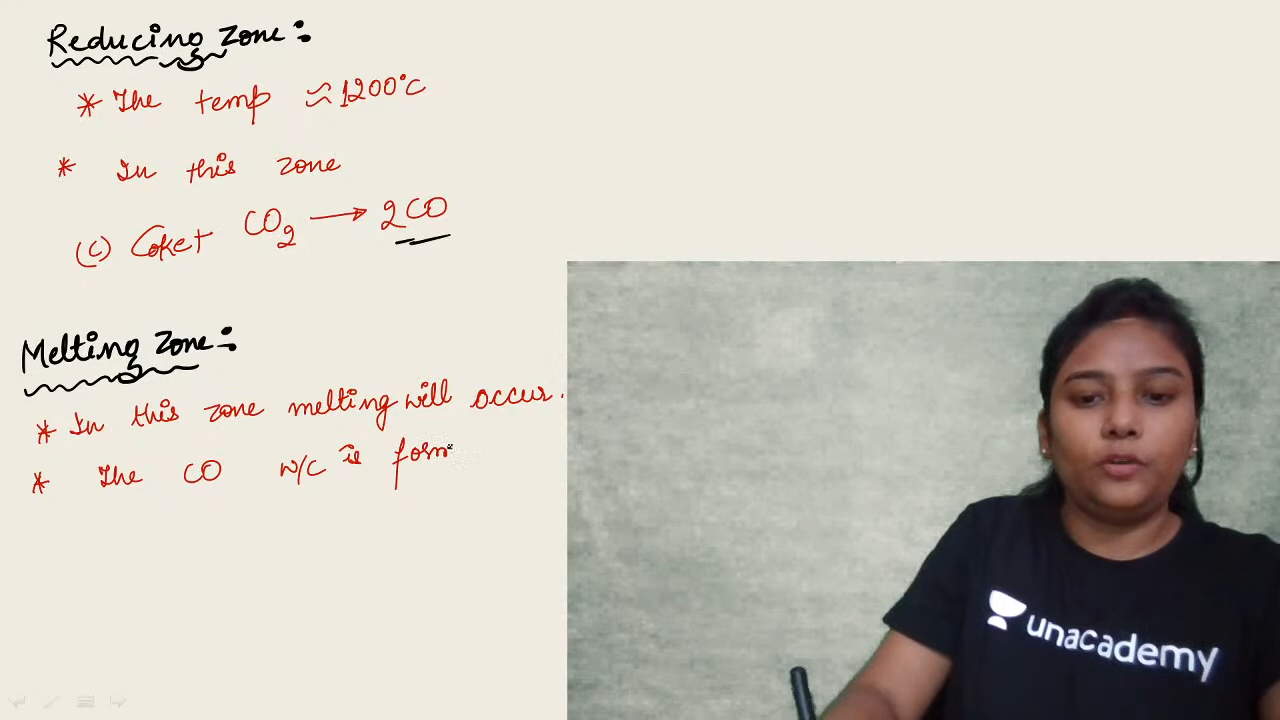 Reducing zone :
* The temp ≈ 1200°C
* In this zone
(C) Coke + CO2 → 2CO
Melting zone :
* In this zone melting will occur.
* The CO w/c is form
unacademy